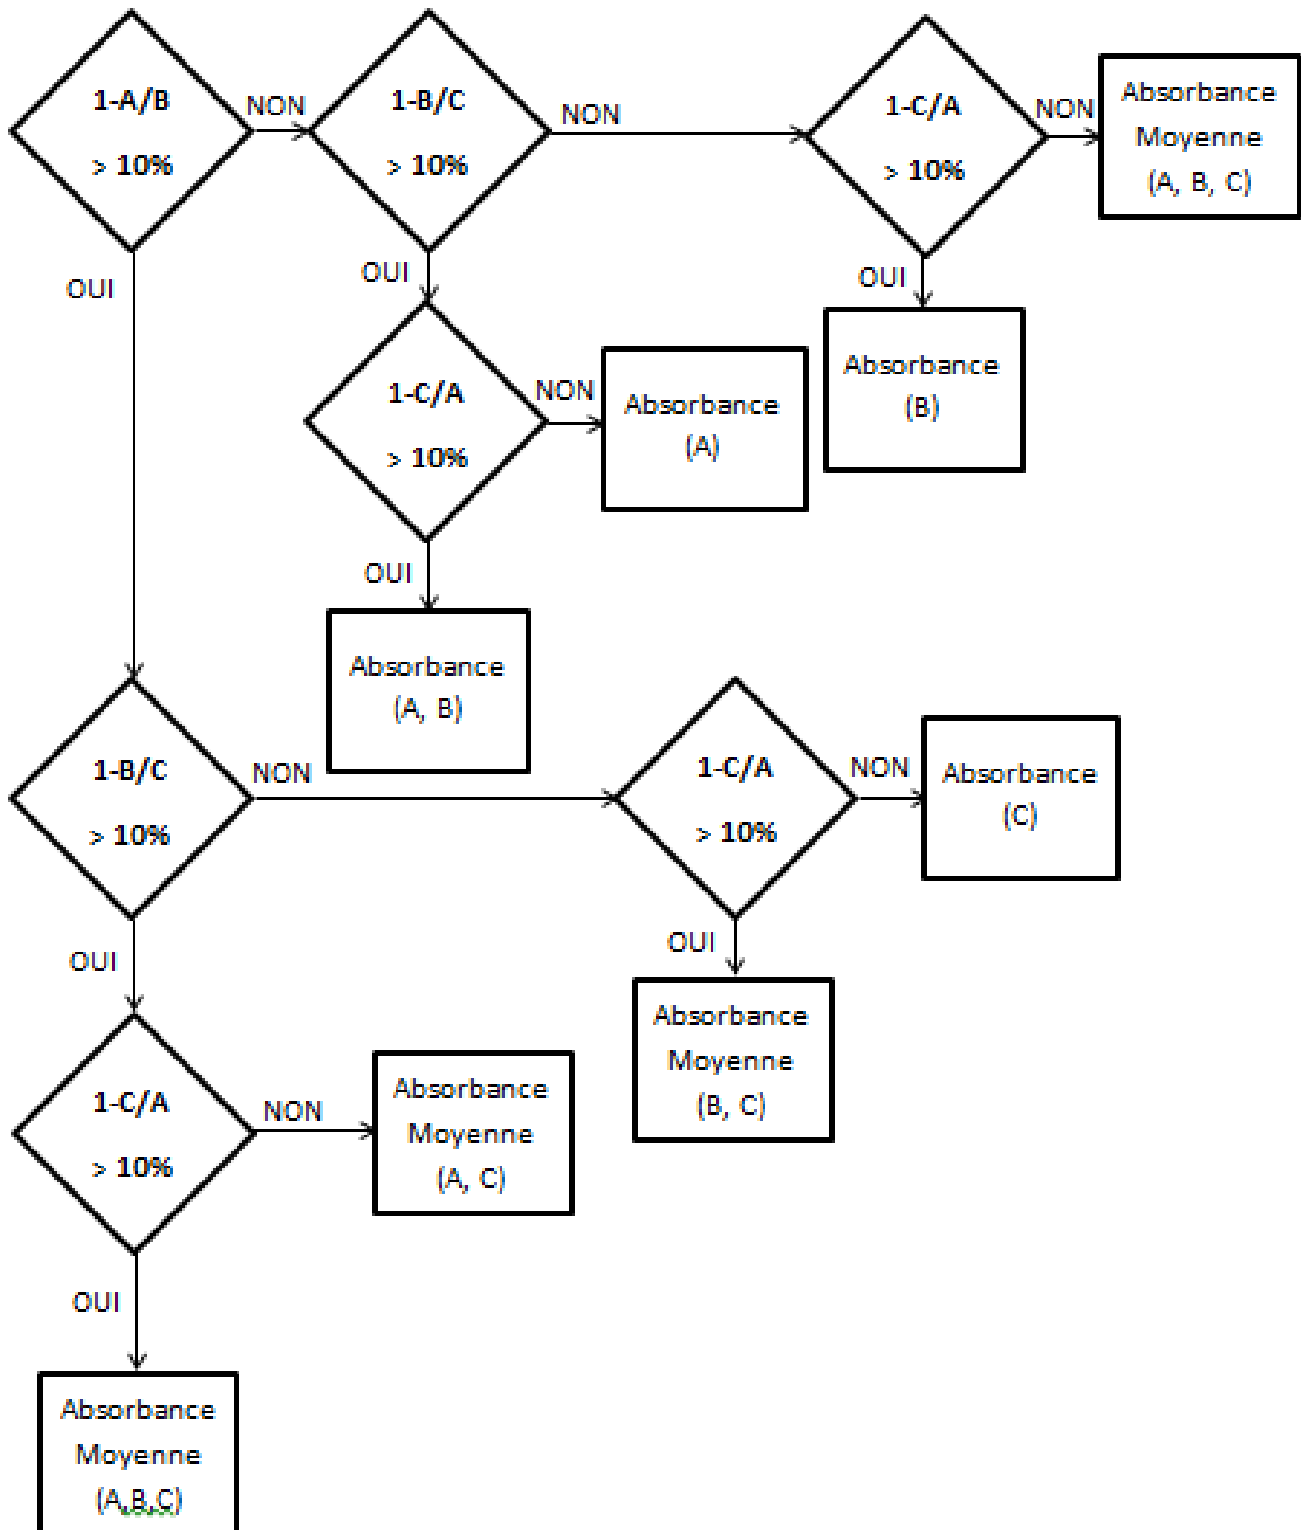 1-A/B
> 10%
NON
1-B/C
> 10%
NON
1-C/A
> 10%
NON
Absorbance
Moyenne
(A, B, C)
OUI
OUI
OUI
1-C/A
> 10%
NON
Absorbance
(A)
Absorbance
(B)
OUI
Absorbance
(A, B)
1-B/C
> 10%
NON
1-C/A
> 10%
NON
Absorbance
(C)
OUI
OUI
Absorbance
Moyenne
(B, C)
1-C/A
> 10%
NON
Absorbance
Moyenne
(A, C)
OUI
Absorbance
Moyenne
(A,B,C)